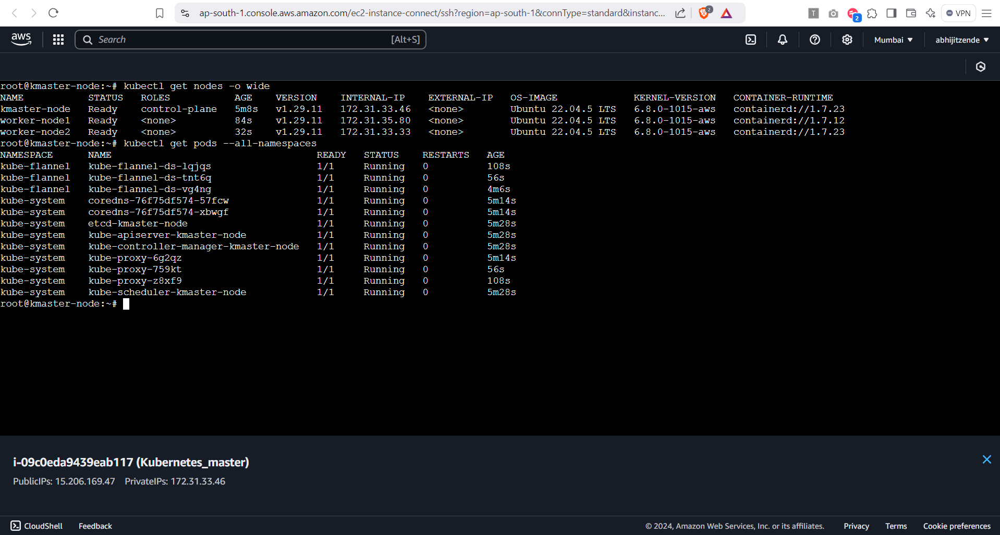 ap-south-1.console.aws.amazon.com/ec2-instance-connect/ssh?region=ap-south-1&connType=standard&instanc...
2
T
2
VPN
aws
Search
[Alt+S]
Mumbai
abhijitzende
root@kmaster-node:~# kubectl get nodes -o wide
NAME STATUS ROLES AGE VERSION INTERNAL-IP EXTERNAL-IP OS-IMAGE KERNEL-VERSION CONTAINER-RUNTIME
kmaster-node Ready control-plane 5m8s v1.29.11 172.31.33.46 <none> Ubuntu 22.04.5 LTS 6.8.0-1015-aws containerd://1.7.23
worker-node1 Ready <none> 84s v1.29.11 172.31.35.80 <none> Ubuntu 22.04.5 LTS 6.8.0-1015-aws containerd://1.7.12
worker-node2 Ready <none> 32s v1.29.11 172.31.33.33 <none> Ubuntu 22.04.5 LTS 6.8.0-1015-aws containerd://1.7.23
root@kmaster-node:~# kubectl get pods --all-namespaces
NAMESPACE NAME READY STATUS RESTARTS AGE
kube-flannel kube-flannel-ds-lqjqs 1/1 Running 0 108s
kube-flannel kube-flannel-ds-tnt6q 1/1 Running 0 56s
kube-flannel kube-flannel-ds-vg4ng 1/1 Running 0 4m6s
kube-system coredns-76f75df574-57fcw 1/1 Running 0 5m14s
kube-system coredns-76f75df574-xbwgf 1/1 Running 0 5m14s
kube-system etcd-kmaster-node 1/1 Running 0 5m28s
kube-system kube-apiserver-kmaster-node 1/1 Running 0 5m28s
kube-system kube-controller-manager-kmaster-node 1/1 Running 0 5m28s
kube-system kube-proxy-6g2qz 1/1 Running 0 5m14s
kube-system kube-proxy-759kt 1/1 Running 0 56s
kube-system kube-proxy-z8xf9 1/1 Running 0 108s
kube-system kube-scheduler-kmaster-node 1/1 Running 0 5m28s
root@kmaster-node:~#
i-09c0eda9439eab117 (Kubernetes_master)
PublicIPs: 15.206.169.47 PrivateIPs: 172.31.33.46
CloudShell Feedback © 2024, Amazon Web Services, Inc. or its affiliates. Privacy Terms Cookie preferences